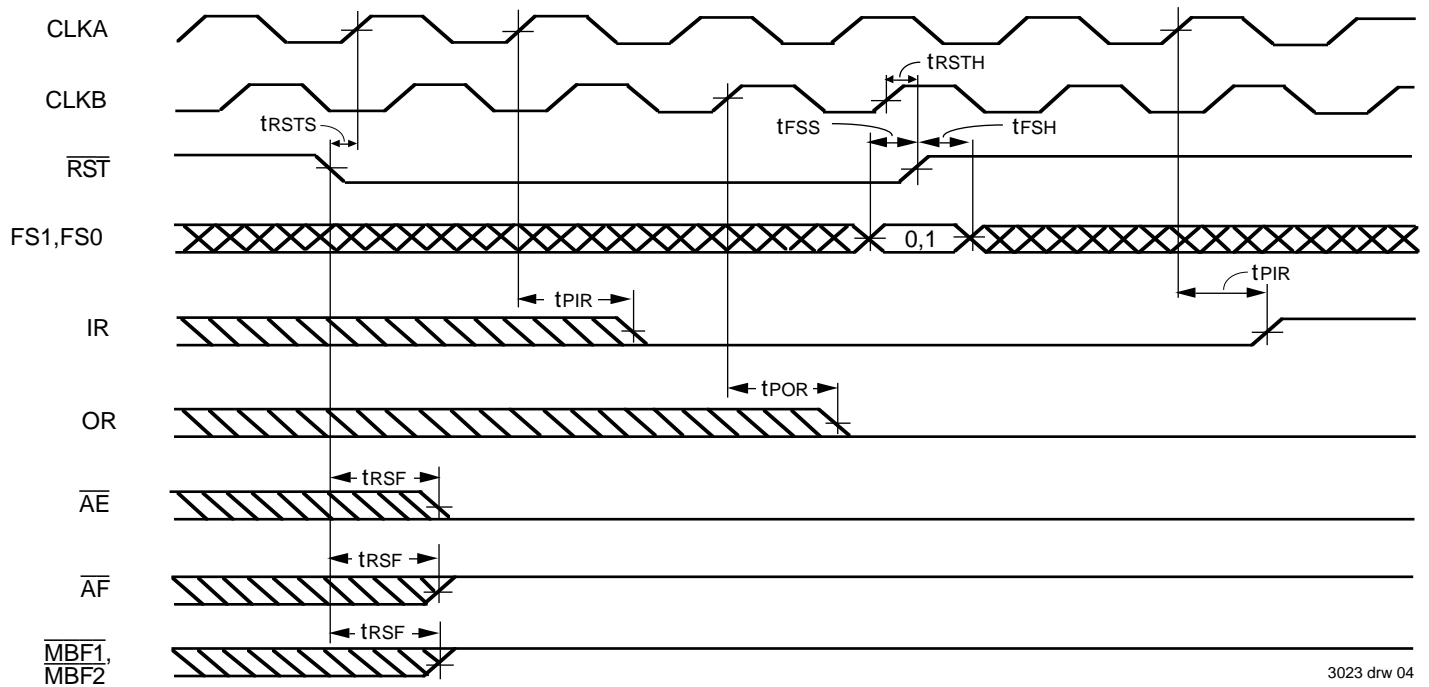 CLKA
tRSTH
CLKB
tRSTS
tFSS
tFSH
RST
FS1,FS0
0,1
tPIR
tPIR
IR
tPOR
OR
tRSF
AE
tRSF
AF
tRSF
MBF1,
MBF2
3023 drw 04